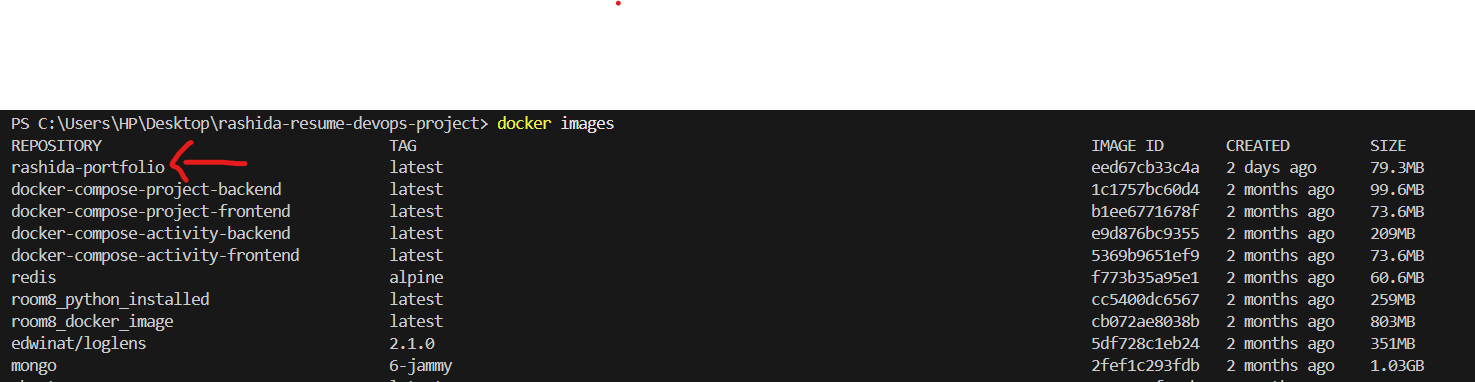 PS C:\Users\HP\Desktop\rashida-resume-devops-project> docker images
REPOSITORY TAG IMAGE ID CREATED SIZE
rashida-portfolio latest eed67cb33c4a 2 days ago 79.3MB
docker-compose-project-backend latest 1c1757bc60d4 2 months ago 99.6MB
docker-compose-project-frontend latest b1ee6771678f 2 months ago 73.6MB
docker-compose-activity-backend latest e9d876bc9355 2 months ago 209MB
docker-compose-activity-frontend latest 5369b9651ef9 2 months ago 73.6MB
redis alpine f773b35a95e1 2 months ago 60.6MB
room8_python_installed latest cc5400dc6567 2 months ago 259MB
room8_docker_image latest cb072ae8038b 2 months ago 803MB
edwinat/loglens 2.1.0 5df728c1eb24 2 months ago 351MB
mongo 6-jammy 2fef1c293fdb 2 months ago 1.03GB